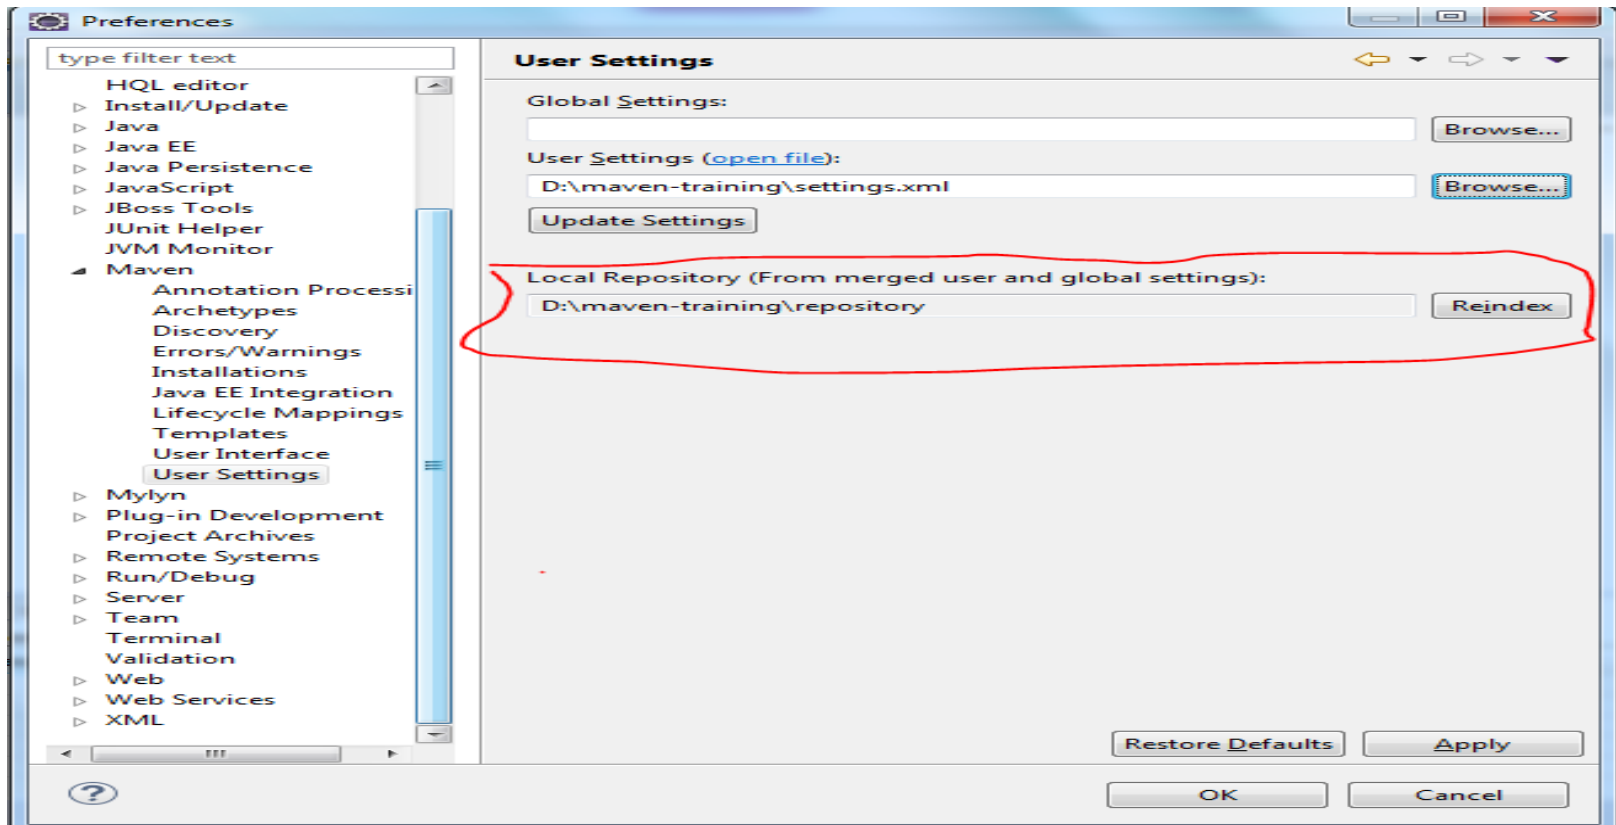 Preferences
type filter text
HQL editor
Install/Update
Java
Java EE
Java Persistence
JavaScript
JBoss Tools
JUnit Helper
JVM Monitor
Maven
Annotation Processi
Archetypes
Discovery
Errors/Warnings
Installations
Java EE Integration
Lifecycle Mappings
Templates
User Interface
User Settings
Mylyn
Plug-in Development
Project Archives
Remote Systems
Run/Debug
Server
Team
Terminal
Validation
Web
Web Services
XML
User Settings
Global Settings:
Browse...
User Settings (open file):
D:\maven-training\settings.xml
Browse...
Update Settings
Local Repository (From merged user and global settings):
D:\maven-training\repository
Reindex
Restore Defaults
Apply
OK
Cancel